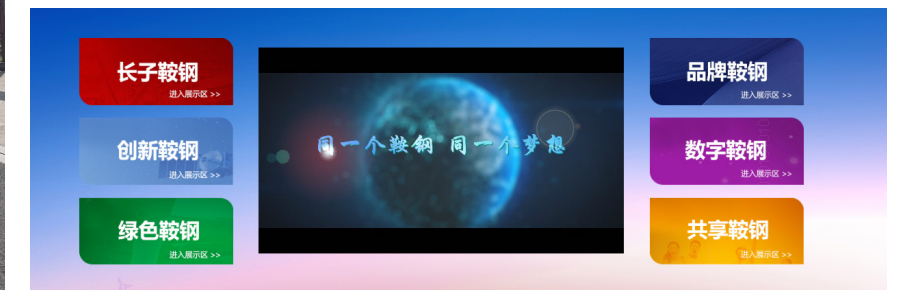 长子鞍钢
进入展示区 >>
创新鞍钢
进入展示区 >>
绿色鞍钢
进入展示区 >>
同一个鞍钢 同一个梦想
品牌鞍钢
进入展示区 >>
数字鞍钢
进入展示区 >>
共享鞍钢
进入展示区 >>